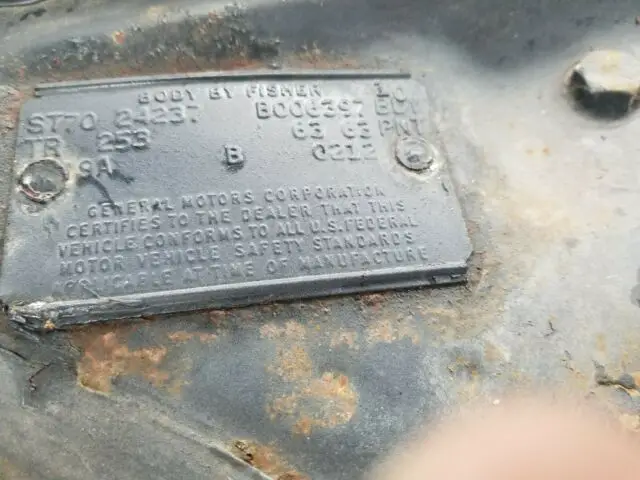 BODY BY FISHER 10
ST70 24237 B006397 BDY
TR 253 63 63 PNT
9A B 0212
GENERAL MOTORS CORPORATION
CERTIFIES TO THE DEALER THAT THIS
VEHICLE CONFORMS TO ALL U.S. FEDERAL
MOTOR VEHICLE SAFETY STANDARDS
APPLICABLE AT TIME OF MANUFACTURE